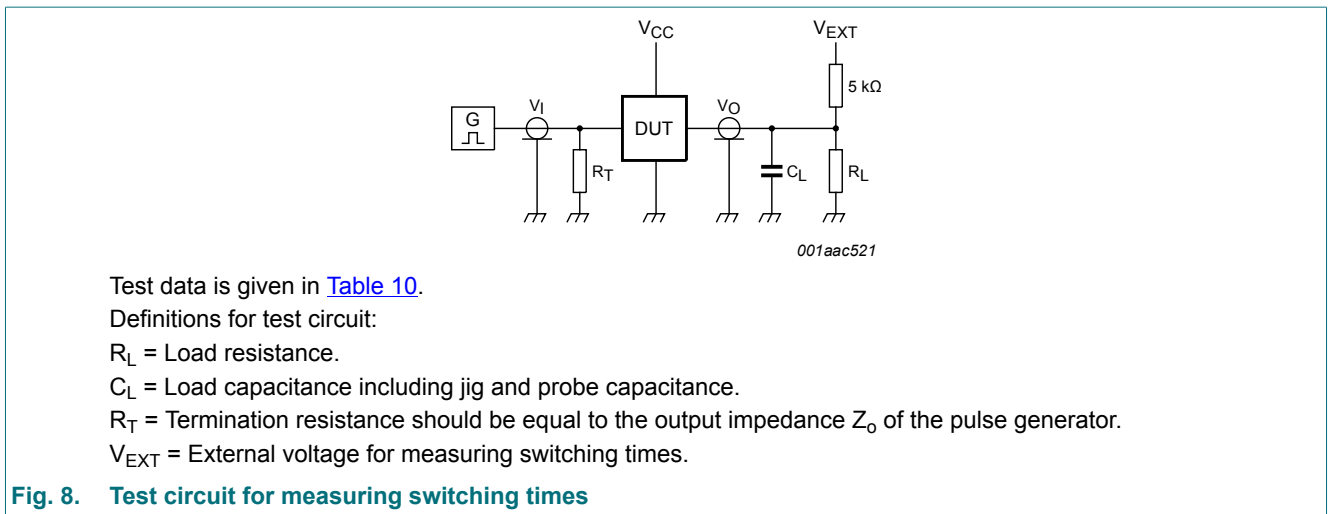 VCC
VEXT
5 kΩ
G
VI
DUT
VO
RT
CL
RL
001aac521
Test data is given in Table 10.
Definitions for test circuit:
RL = Load resistance.
CL = Load capacitance including jig and probe capacitance.
RT = Termination resistance should be equal to the output impedance Zo of the pulse generator.
VEXT = External voltage for measuring switching times.
Fig. 8. Test circuit for measuring switching times